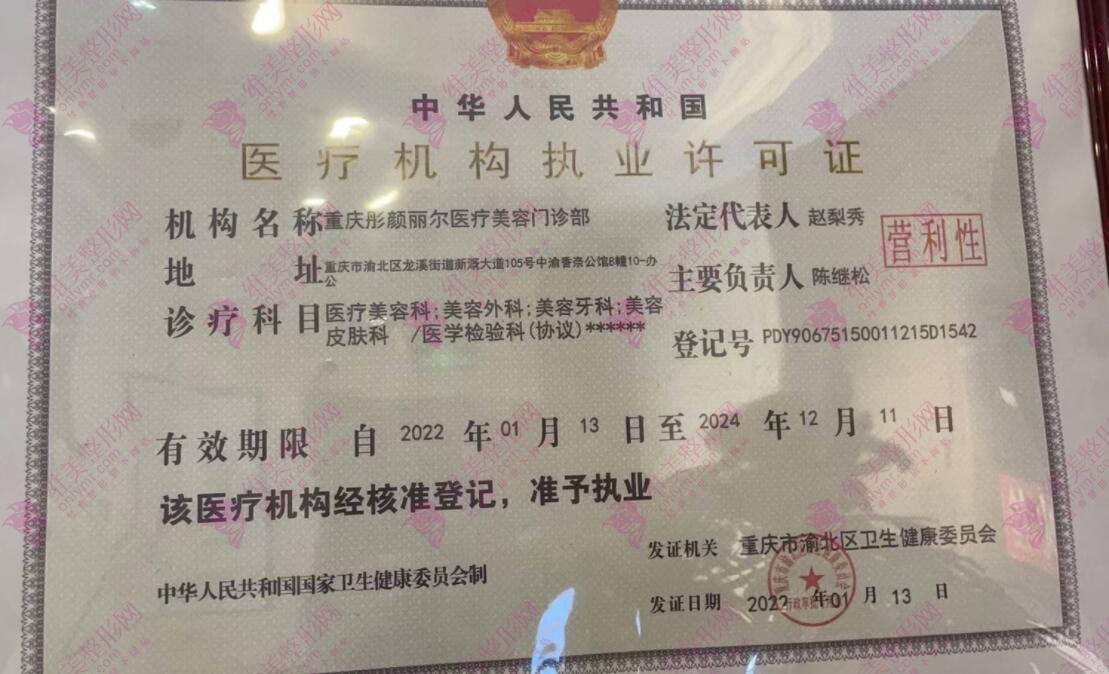 中华人民共和国
医疗机构执业许可证
机构名称 重庆彤颜丽尔医疗美容门诊部
法定代表人 赵梨秀
营利性
地址 重庆市渝北区龙溪街道新溉大道105号中渝香奈公馆B幢10-办
公
主要负责人 陈继松
诊疗科目 医疗美容科;美容外科;美容牙科;美容
皮肤科 /医学检验科(协议)******
登记号 PDY90675150011215D1542
有效期限 自 2022 年 01 月 13 日 至 2024 年 12 月 11 日
该医疗机构经核准登记，准予执业
发证机关 重庆市渝北区卫生健康委员会
中华人民共和国国家卫生健康委员会制
发证日期 2022 年 01 月 13 日
维美整形网